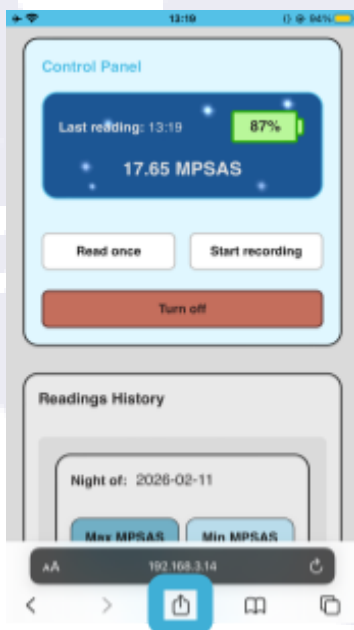 13:19 94%
Control Panel
Last reading: 13:19 87%
17.65 MPSAS
Read once Start recording
Turn off
Readings History
Night of: 2026-02-11
Max MPSAS Min MPSAS
AA 192.168.3.14